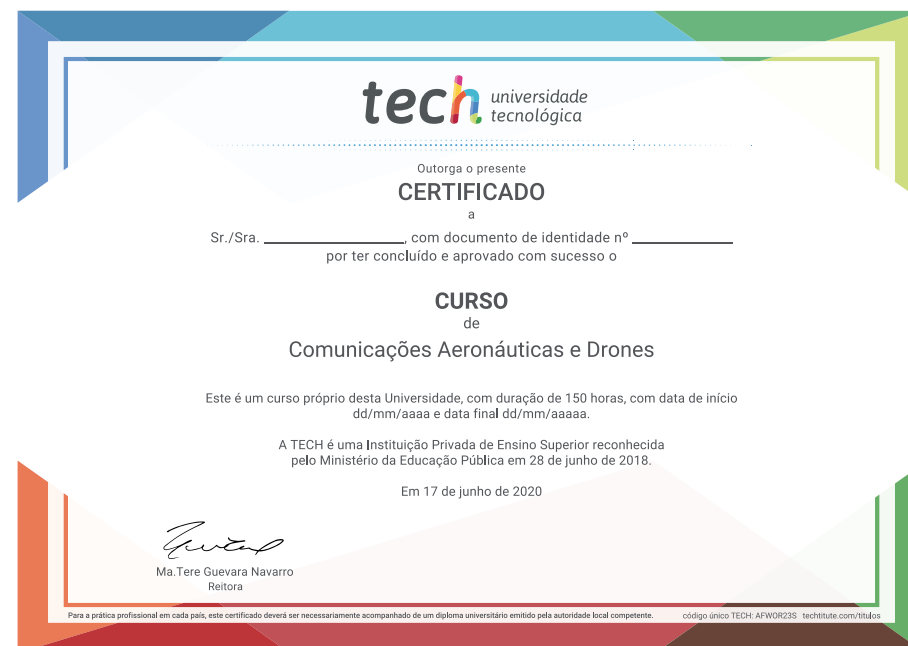 tech universidade
tecnológica
Outorga o presente
CERTIFICADO
a
Sr./Sra. ____________________, com documento de identidade nº ______________
por ter concluído e aprovado com sucesso o
CURSO
de
Comunicações Aeronáuticas e Drones
Este é um curso próprio desta Universidade, com duração de 150 horas, com data de início
dd/mm/aaaa e data final dd/mm/aaaaa.
A TECH é uma Instituição Privada de Ensino Superior reconhecida
pelo Ministério da Educação Pública em 28 de junho de 2018.
Em 17 de junho de 2020
Ma.Tere Guevara Navarro
Reitora
Para a prática profissional em cada país, este certificado deverá ser necessariamente acompanhado de um diploma universitário emitido pela autoridade local competente. código único TECH: AFWOR23S techtitute.com/titulos